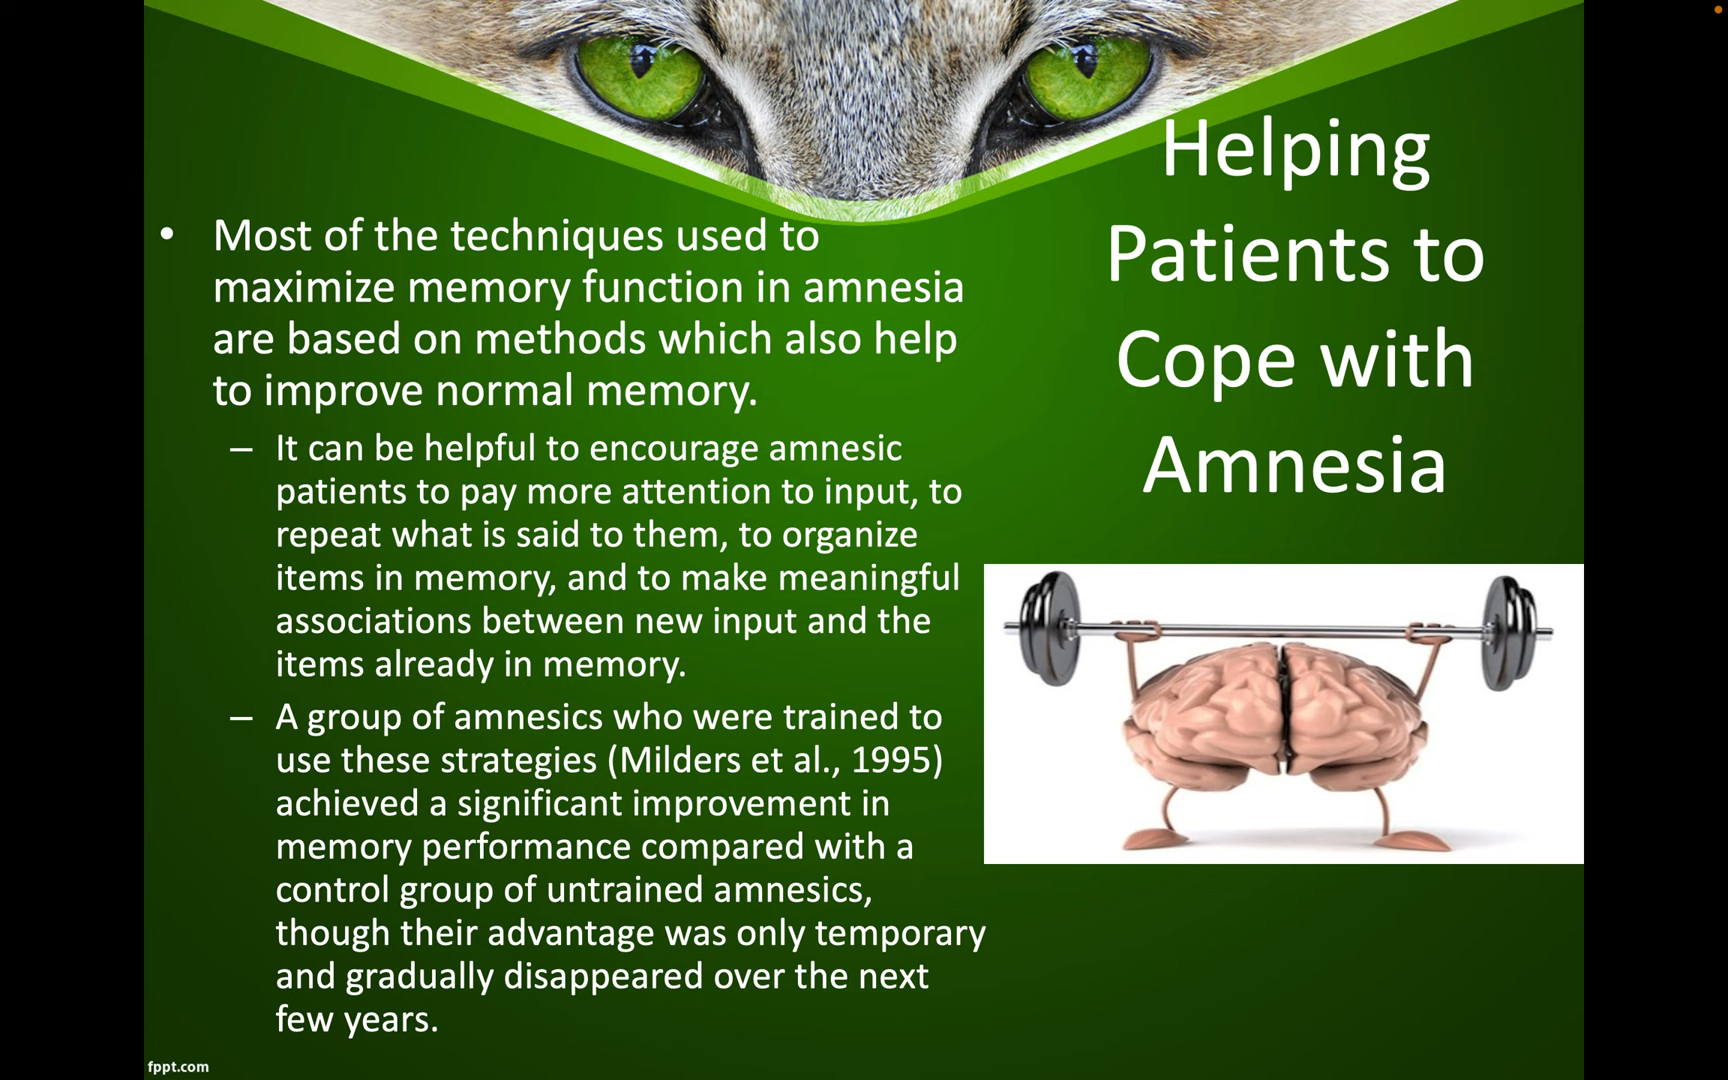 Helping
Patients to
Cope with
Amnesia
• Most of the techniques used to
maximize memory function in amnesia
are based on methods which also help
to improve normal memory.
– It can be helpful to encourage amnesic
patients to pay more attention to input, to
repeat what is said to them, to organize
items in memory, and to make meaningful
associations between new input and the
items already in memory.
– A group of amnesics who were trained to
use these strategies (Milders et al., 1995)
achieved a significant improvement in
memory performance compared with a
control group of untrained amnesics,
though their advantage was only temporary
and gradually disappeared over the next
few years.
fppt.com